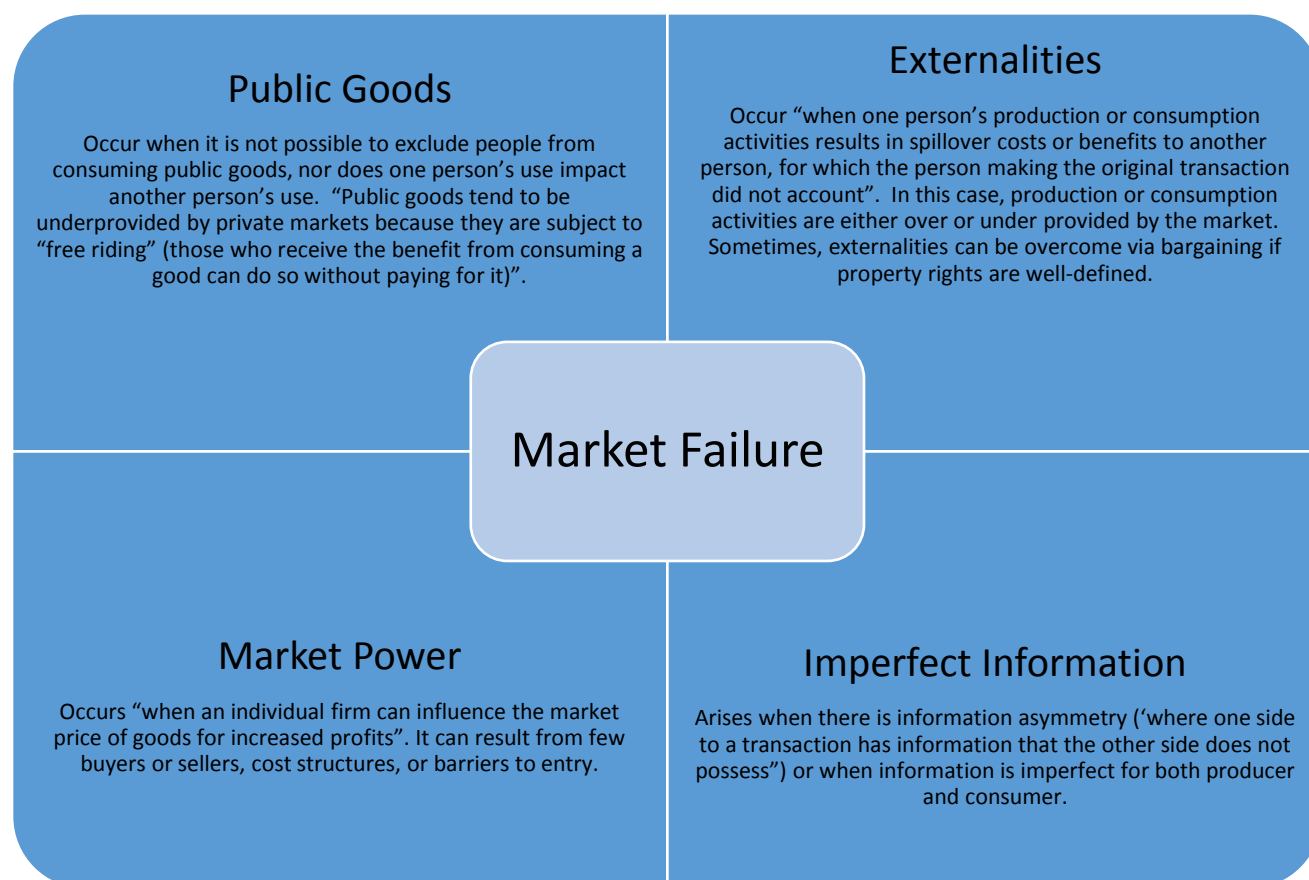 Public Goods
Occur when it is not possible to exclude people from
consuming public goods, nor does one person’s use impact
another person’s use.  “Public goods tend to be
underprovided by private markets because they are subject to
“free riding” (those who receive the benefit from consuming a
good can do so without paying for it)”.
Externalities
Occur “when one person’s production or consumption
activities results in spillover costs or benefits to another
person, for which the person making the original transaction
did not account”.  In this case, production or consumption
activities are either over or under provided by the market.
Sometimes, externalities can be overcome via bargaining if
property rights are well-defined.
Market Failure
Market Power
Occurs “when an individual firm can influence the market
price of goods for increased profits”. It can result from few
buyers or sellers, cost structures, or barriers to entry.
Imperfect Information
Arises when there is information asymmetry (‘where one side
to a transaction has information that the other side does not
possess”) or when information is imperfect for both producer
and consumer.